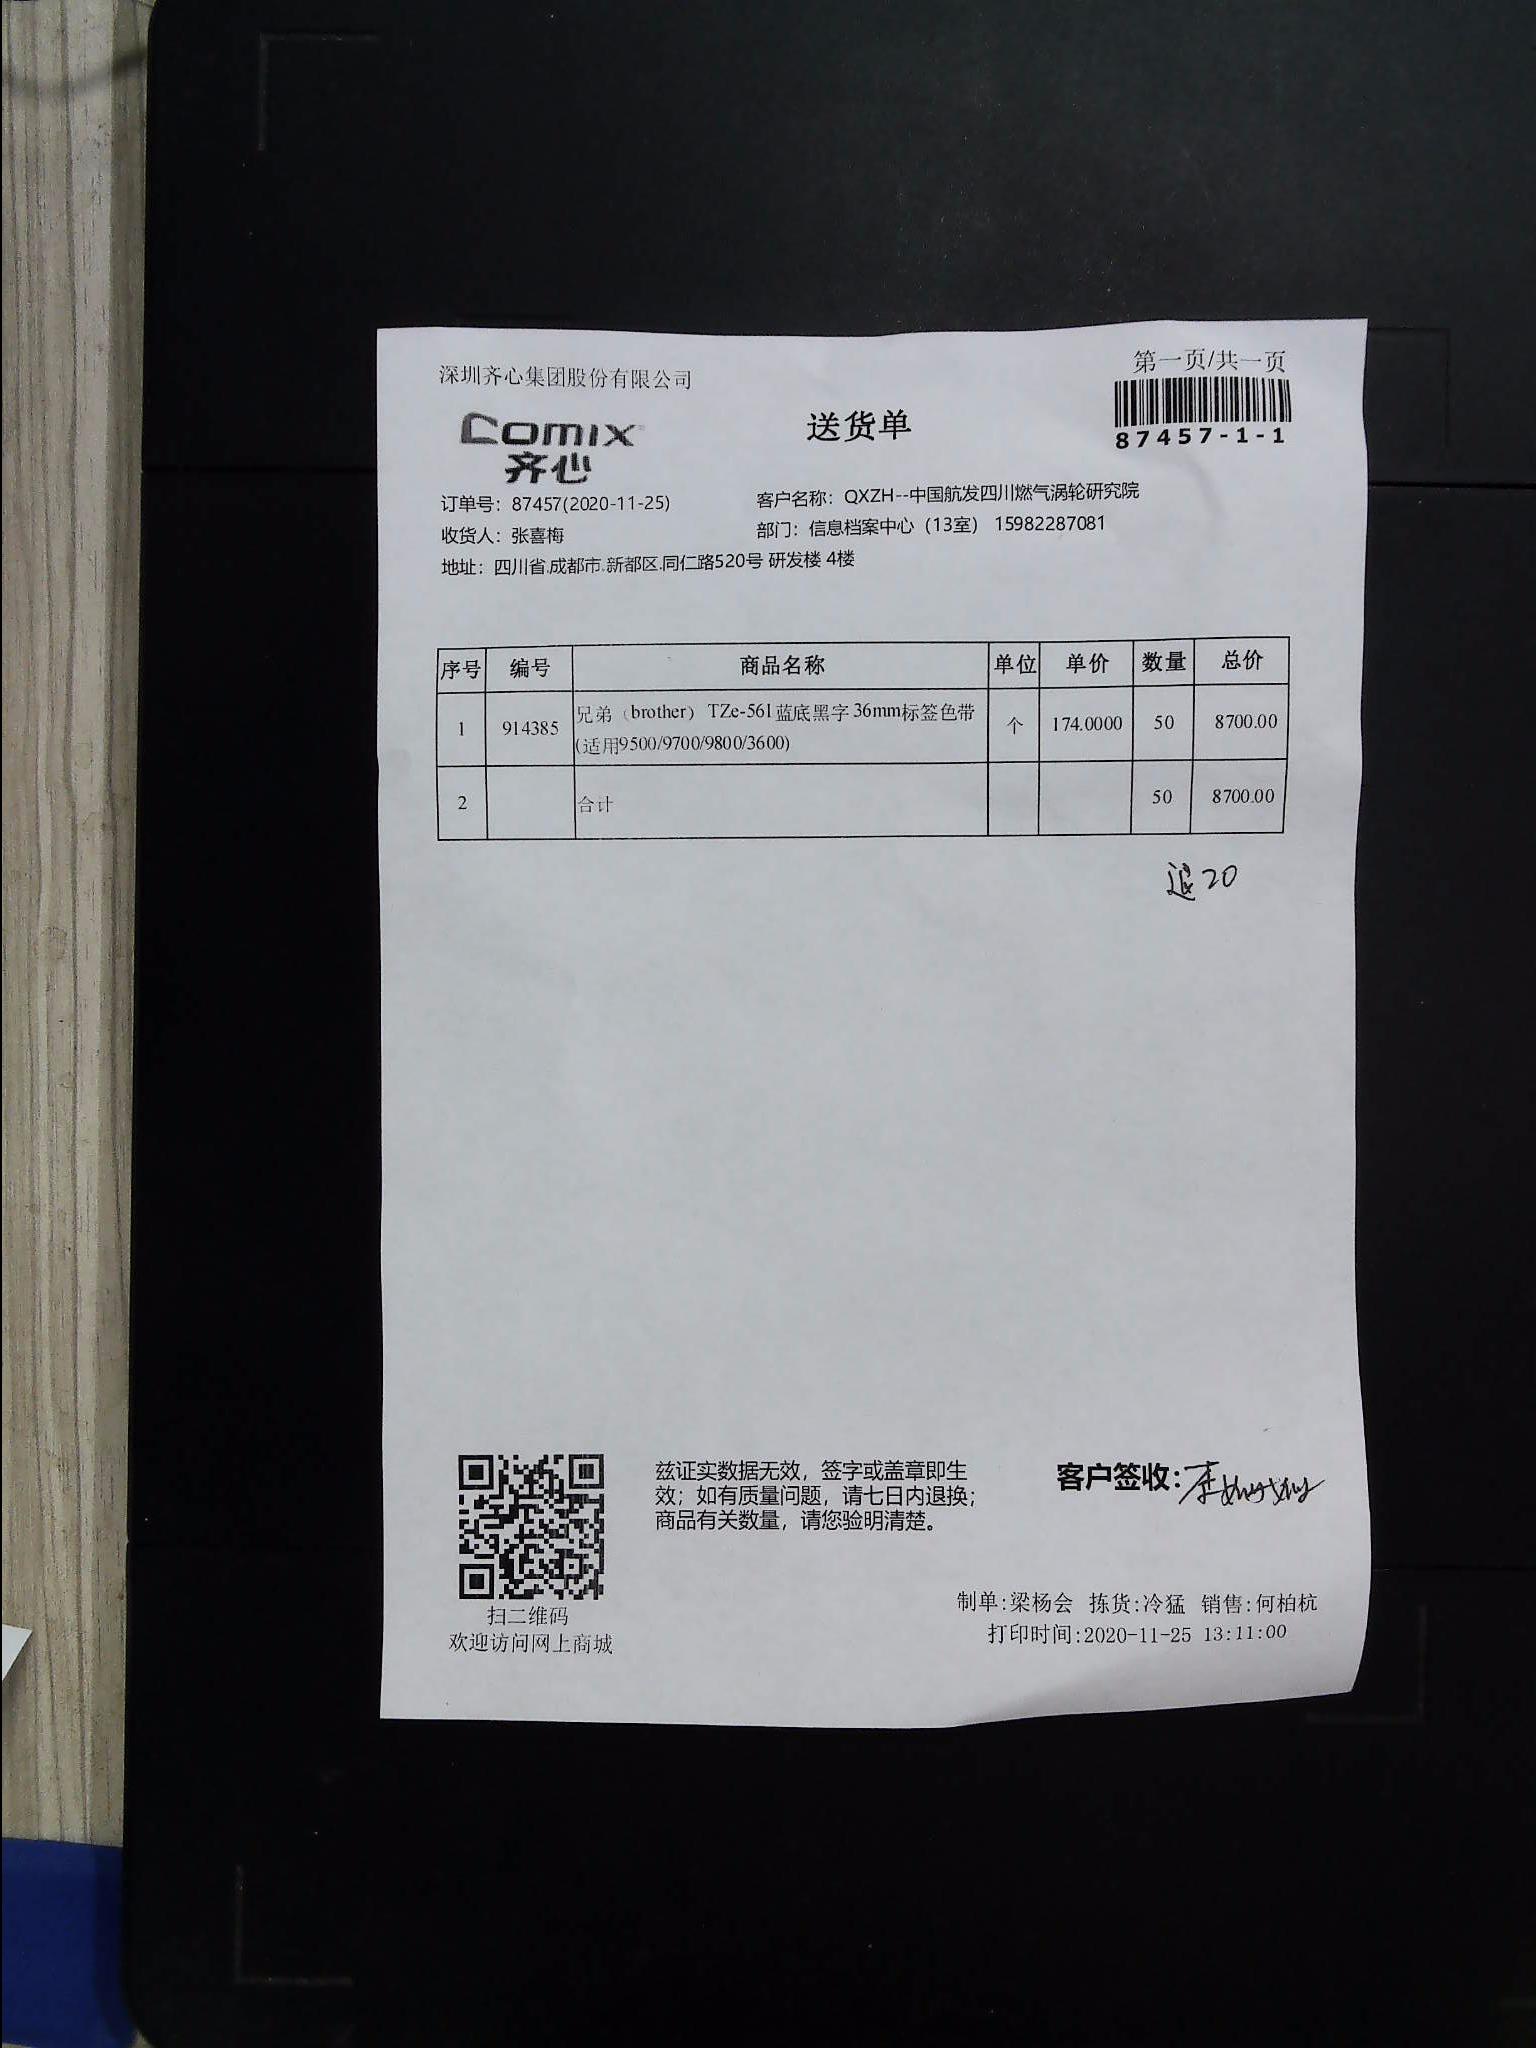 深圳齐心集团股份有限公司
第一页/共一页
comix
齐心
送货单
87457-1-1
订单号：87457(2020-11-25)
客户名称：QXZH--中国航发四川燃气涡轮研究院
收货人：张喜梅
部门：信息档案中心（13室） 15982287081
地址：四川省.成都市.新都区.同仁路520号 研发楼 4楼
序号 编号 商品名称 单位 单价 数量 总价
1 914385 兄弟（brother）TZe-561蓝底黑字36mm标签色带 个 174.0000 50 8700.00
(适用9500/9700/9800/3600)
2 合计 50 8700.00
退20
兹证实数据无效，签字或盖章即生
效；如有质量问题，请七日内退换；
商品有关数量，请您验明清楚。
客户签收：
扫二维码
欢迎访问网上商城
制单:梁杨会 拣货:冷猛 销售:何柏杭
打印时间:2020-11-25 13:11:00